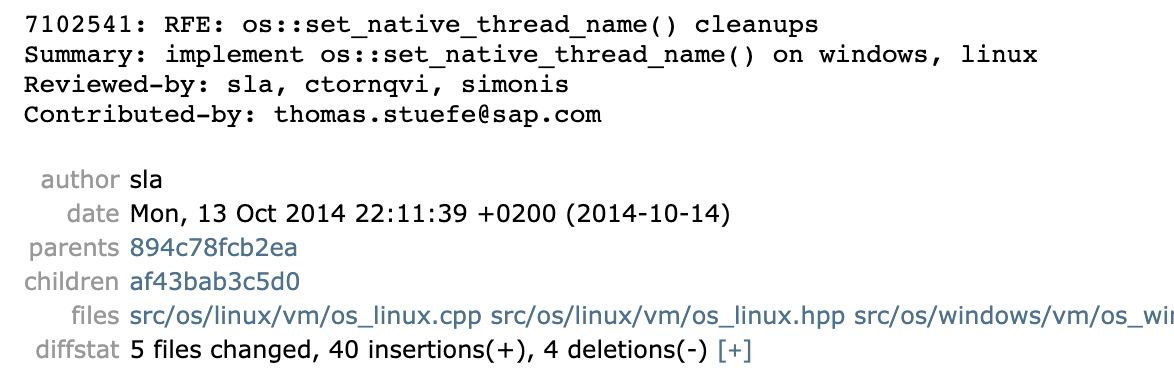 7102541: RFE: os::set_native_thread_name() cleanups
Summary: implement os::set_native_thread_name() on windows, linux
Reviewed-by: sla, ctornqvi, simonis
Contributed-by: thomas.stuefe@sap.com
author sla
date Mon, 13 Oct 2014 22:11:39 +0200 (2014-10-14)
parents 894c78fcb2ea
children af43bab3c5d0
files src/os/linux/vm/os_linux.cpp src/os/linux/vm/os_linux.hpp src/os/windows/vm/os_wi
diffstat 5 files changed, 40 insertions(+), 4 deletions(-) [+]